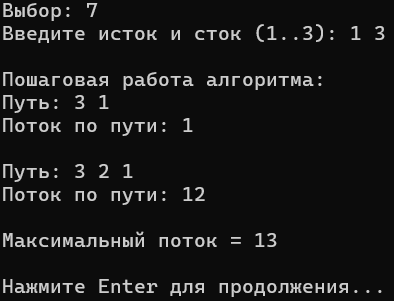 Выбор: 7
Введите исток и сток (1..3): 1 3
Пошаговая работа алгоритма:
Путь: 3 1
Поток по пути: 1
Путь: 3 2 1
Поток по пути: 12
Максимальный поток = 13
Нажмите Enter для продолжения...